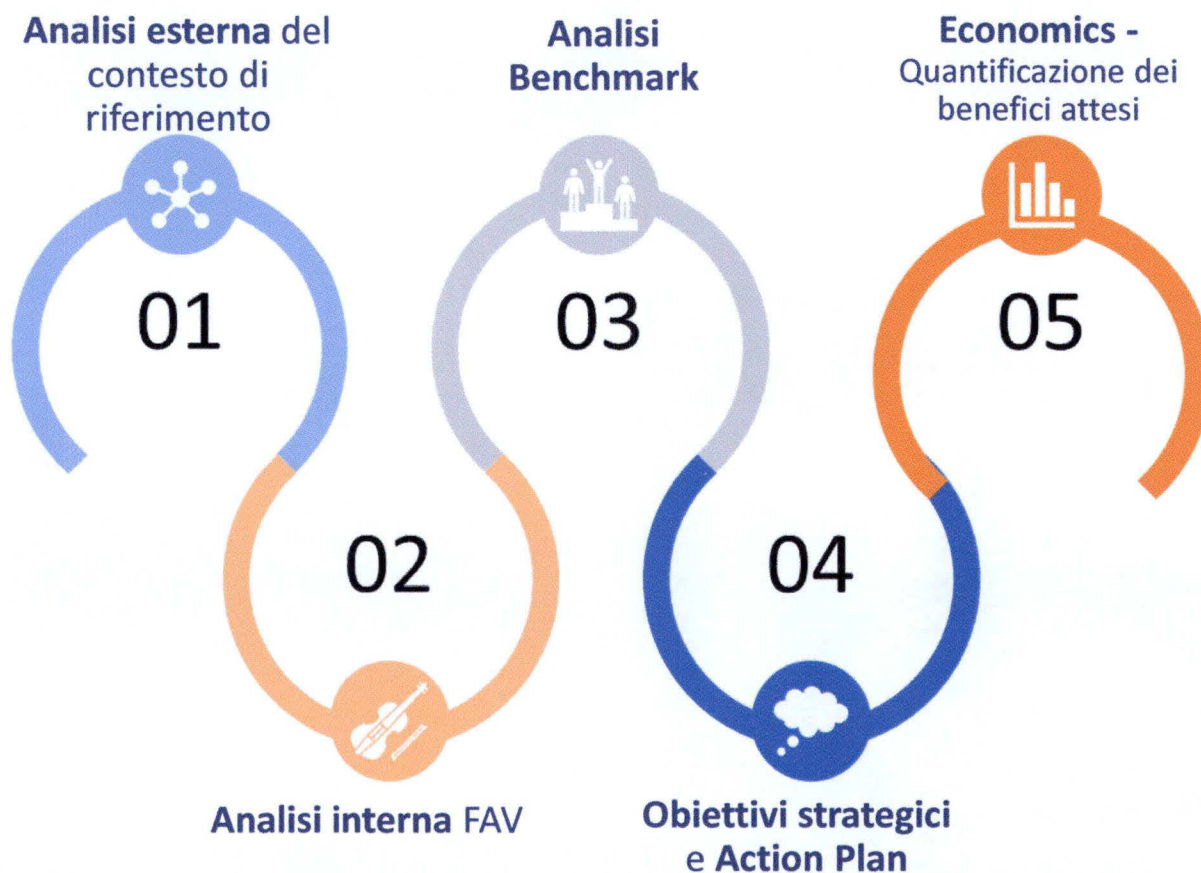 Analisi esterna del
contesto di
riferimento
01
Analisi interna FAV
02
Analisi
Benchmark
03
Obiettivi strategici
e Action Plan
04
Economics -
Quantificazione dei
benefici attesi
05